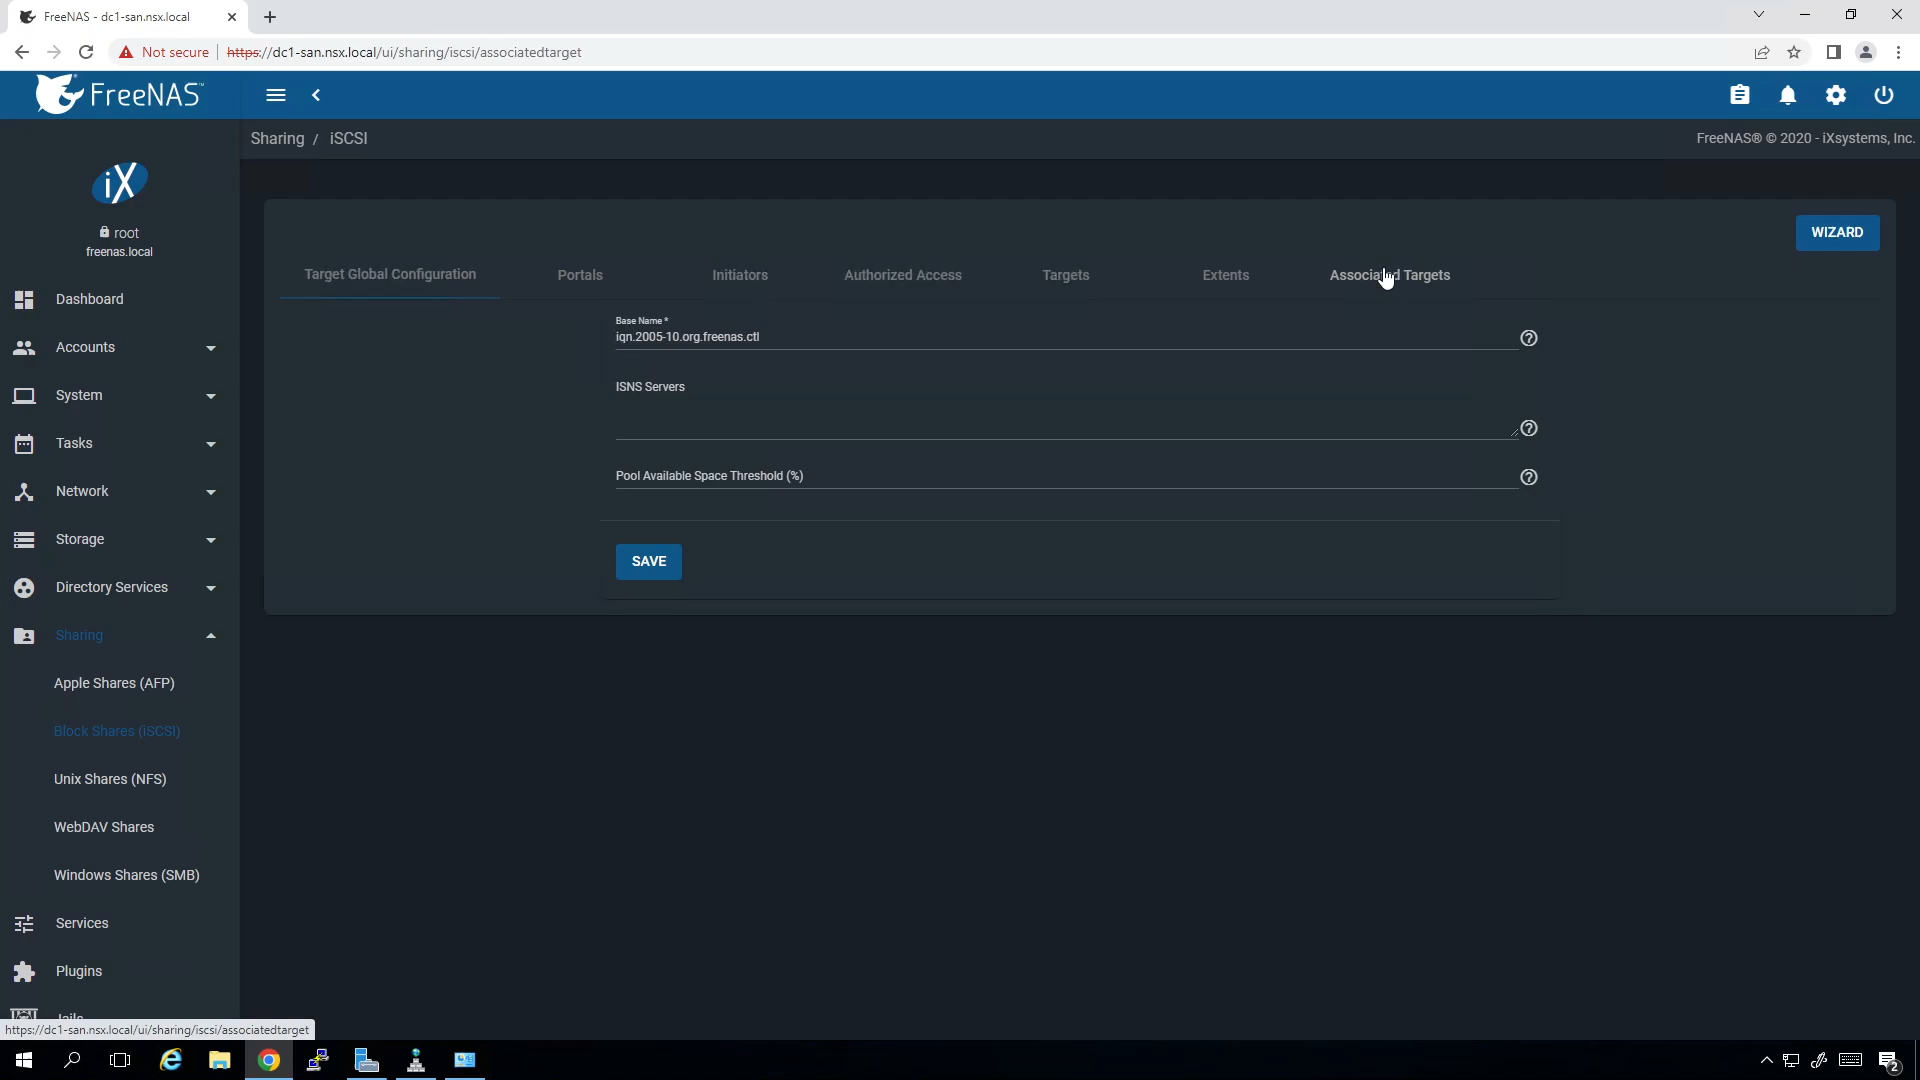 FreeNAS - dc1-san.nsx.local
Not secure
https://dc1-san.nsx.local/ui/sharing/iscsi/associatedtarget
FreeNAS™
Sharing / iSCSI
FreeNAS® © 2020 - iXsystems, Inc.
iX
root
freenas.local
WIZARD
Target Global Configuration
Portals
Initiators
Authorized Access
Targets
Extents
Associated Targets
Base Name *
iqn.2005-10.org.freenas.ctl
ISNS Servers
Pool Available Space Threshold (%)
SAVE
Dashboard
Accounts
System
Tasks
Network
Storage
Directory Services
Sharing
Apple Shares (AFP)
Block Shares (iSCSI)
Unix Shares (NFS)
WebDAV Shares
Windows Shares (SMB)
Services
Plugins
Jails
https://dc1-san.nsx.local/ui/sharing/iscsi/associatedtarget
2